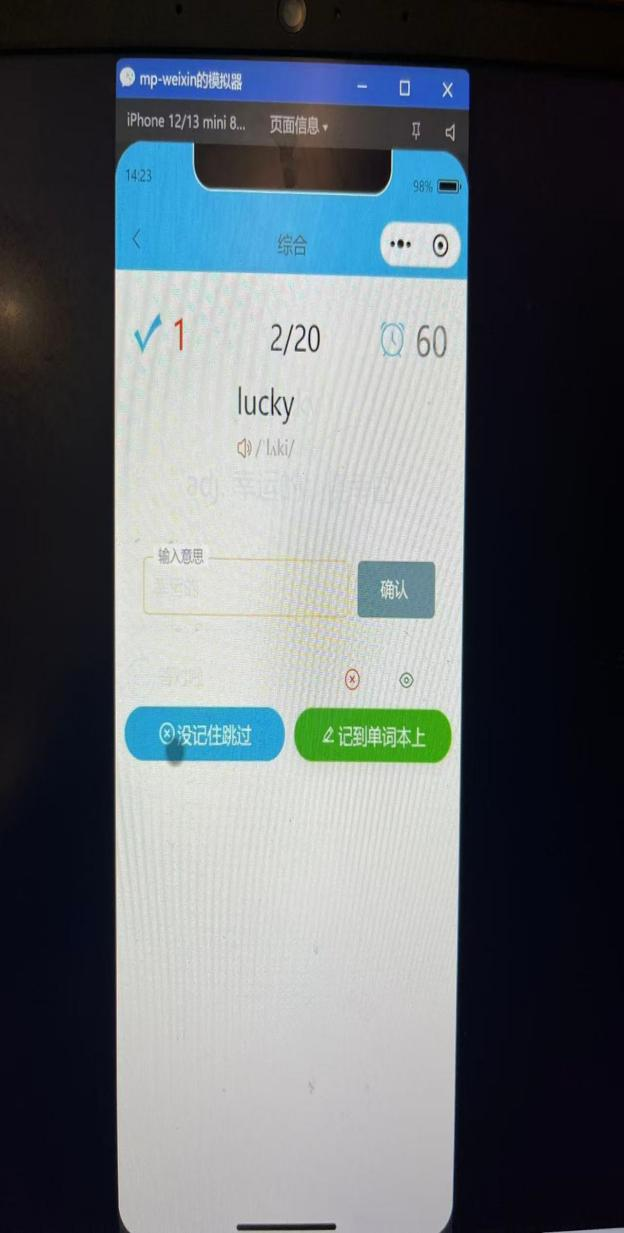 mp-weixin的模拟器
iPhone 12/13 mini 8... 页面信息▾
14:23 98%
综合
1 2/20 60
lucky
/ˈlʌki/
输入意思
确认
没记住跳过 记到单词本上